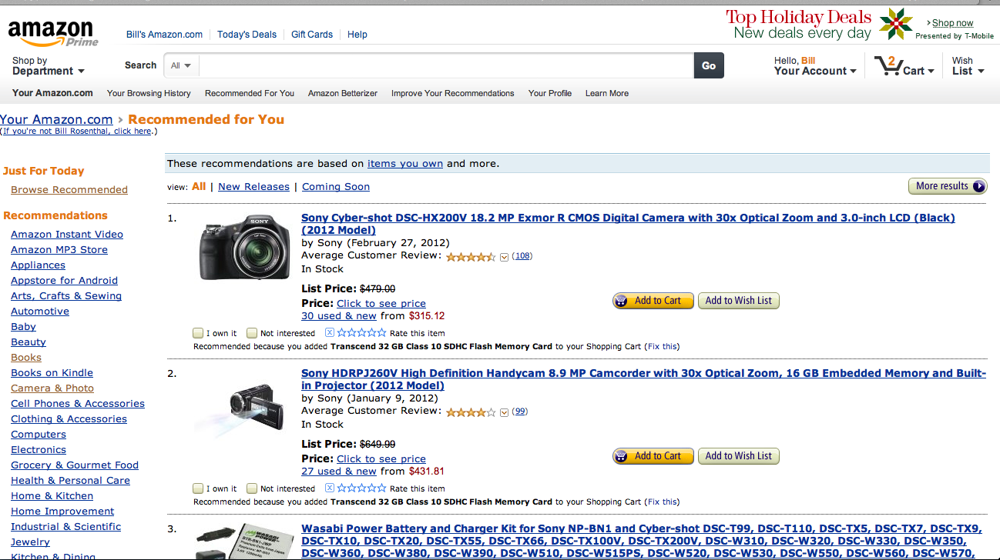 amazon
Prime
Bill's Amazon.com | Today's Deals | Gift Cards | Help
Top Holiday Deals
New deals every day
› Shop now
Presented by T-Mobile
Shop by
Department
Search
All
Go
Hello, Bill
Your Account
2
Cart
Wish
List
Your Amazon.com
Your Browsing History
Recommended For You
Amazon Betterizer
Improve Your Recommendations
Your Profile
Learn More
Your Amazon.com › Recommended for You
(If you're not Bill Rosenthal, click here.)
Just For Today
Browse Recommended
Recommendations
Amazon Instant Video
Amazon MP3 Store
Appliances
Appstore for Android
Arts, Crafts & Sewing
Automotive
Baby
Beauty
Books
Books on Kindle
Camera & Photo
Cell Phones & Accessories
Clothing & Accessories
Computers
Electronics
Grocery & Gourmet Food
Health & Personal Care
Home & Kitchen
Home Improvement
Industrial & Scientific
Jewelry
Kitchen & Dining
These recommendations are based on items you own and more.
view: All | New Releases | Coming Soon
More results
1.
SONY
Sony Cyber-shot DSC-HX200V 18.2 MP Exmor R CMOS Digital Camera with 30x Optical Zoom and 3.0-inch LCD (Black)
(2012 Model)
by Sony (February 27, 2012)
Average Customer Review: (108)
In Stock
List Price: $479.00
Price: Click to see price
30 used & new from $315.12
Add to Cart
Add to Wish List
I own it
Not interested
x
Rate this item
Recommended because you added Transcend 32 GB Class 10 SDHC Flash Memory Card to your Shopping Cart (Fix this)
2.
Sony HDRPJ260V High Definition Handycam 8.9 MP Camcorder with 30x Optical Zoom, 16 GB Embedded Memory and Built-
in Projector (2012 Model)
by Sony (January 9, 2012)
Average Customer Review: (99)
In Stock
List Price: $649.99
Price: Click to see price
27 used & new from $431.81
Add to Cart
Add to Wish List
I own it
Not interested
x
Rate this item
Recommended because you added Transcend 32 GB Class 10 SDHC Flash Memory Card to your Shopping Cart (Fix this)
3.
WASABI
POWER
BTR-BN1-JWP
Wasabi Power Battery and Charger Kit for Sony NP-BN1 and Cyber-shot DSC-T99, DSC-T110, DSC-TX5, DSC-TX7, DSC-TX9,
DSC-TX10, DSC-TX20, DSC-TX55, DSC-TX66, DSC-TX100V, DSC-TX200V, DSC-W310, DSC-W320, DSC-W330, DSC-W350,
DSC-W360, DSC-W380, DSC-W390, DSC-W510, DSC-W515PS, DSC-W520, DSC-W530, DSC-W550, DSC-W560, DSC-W570,